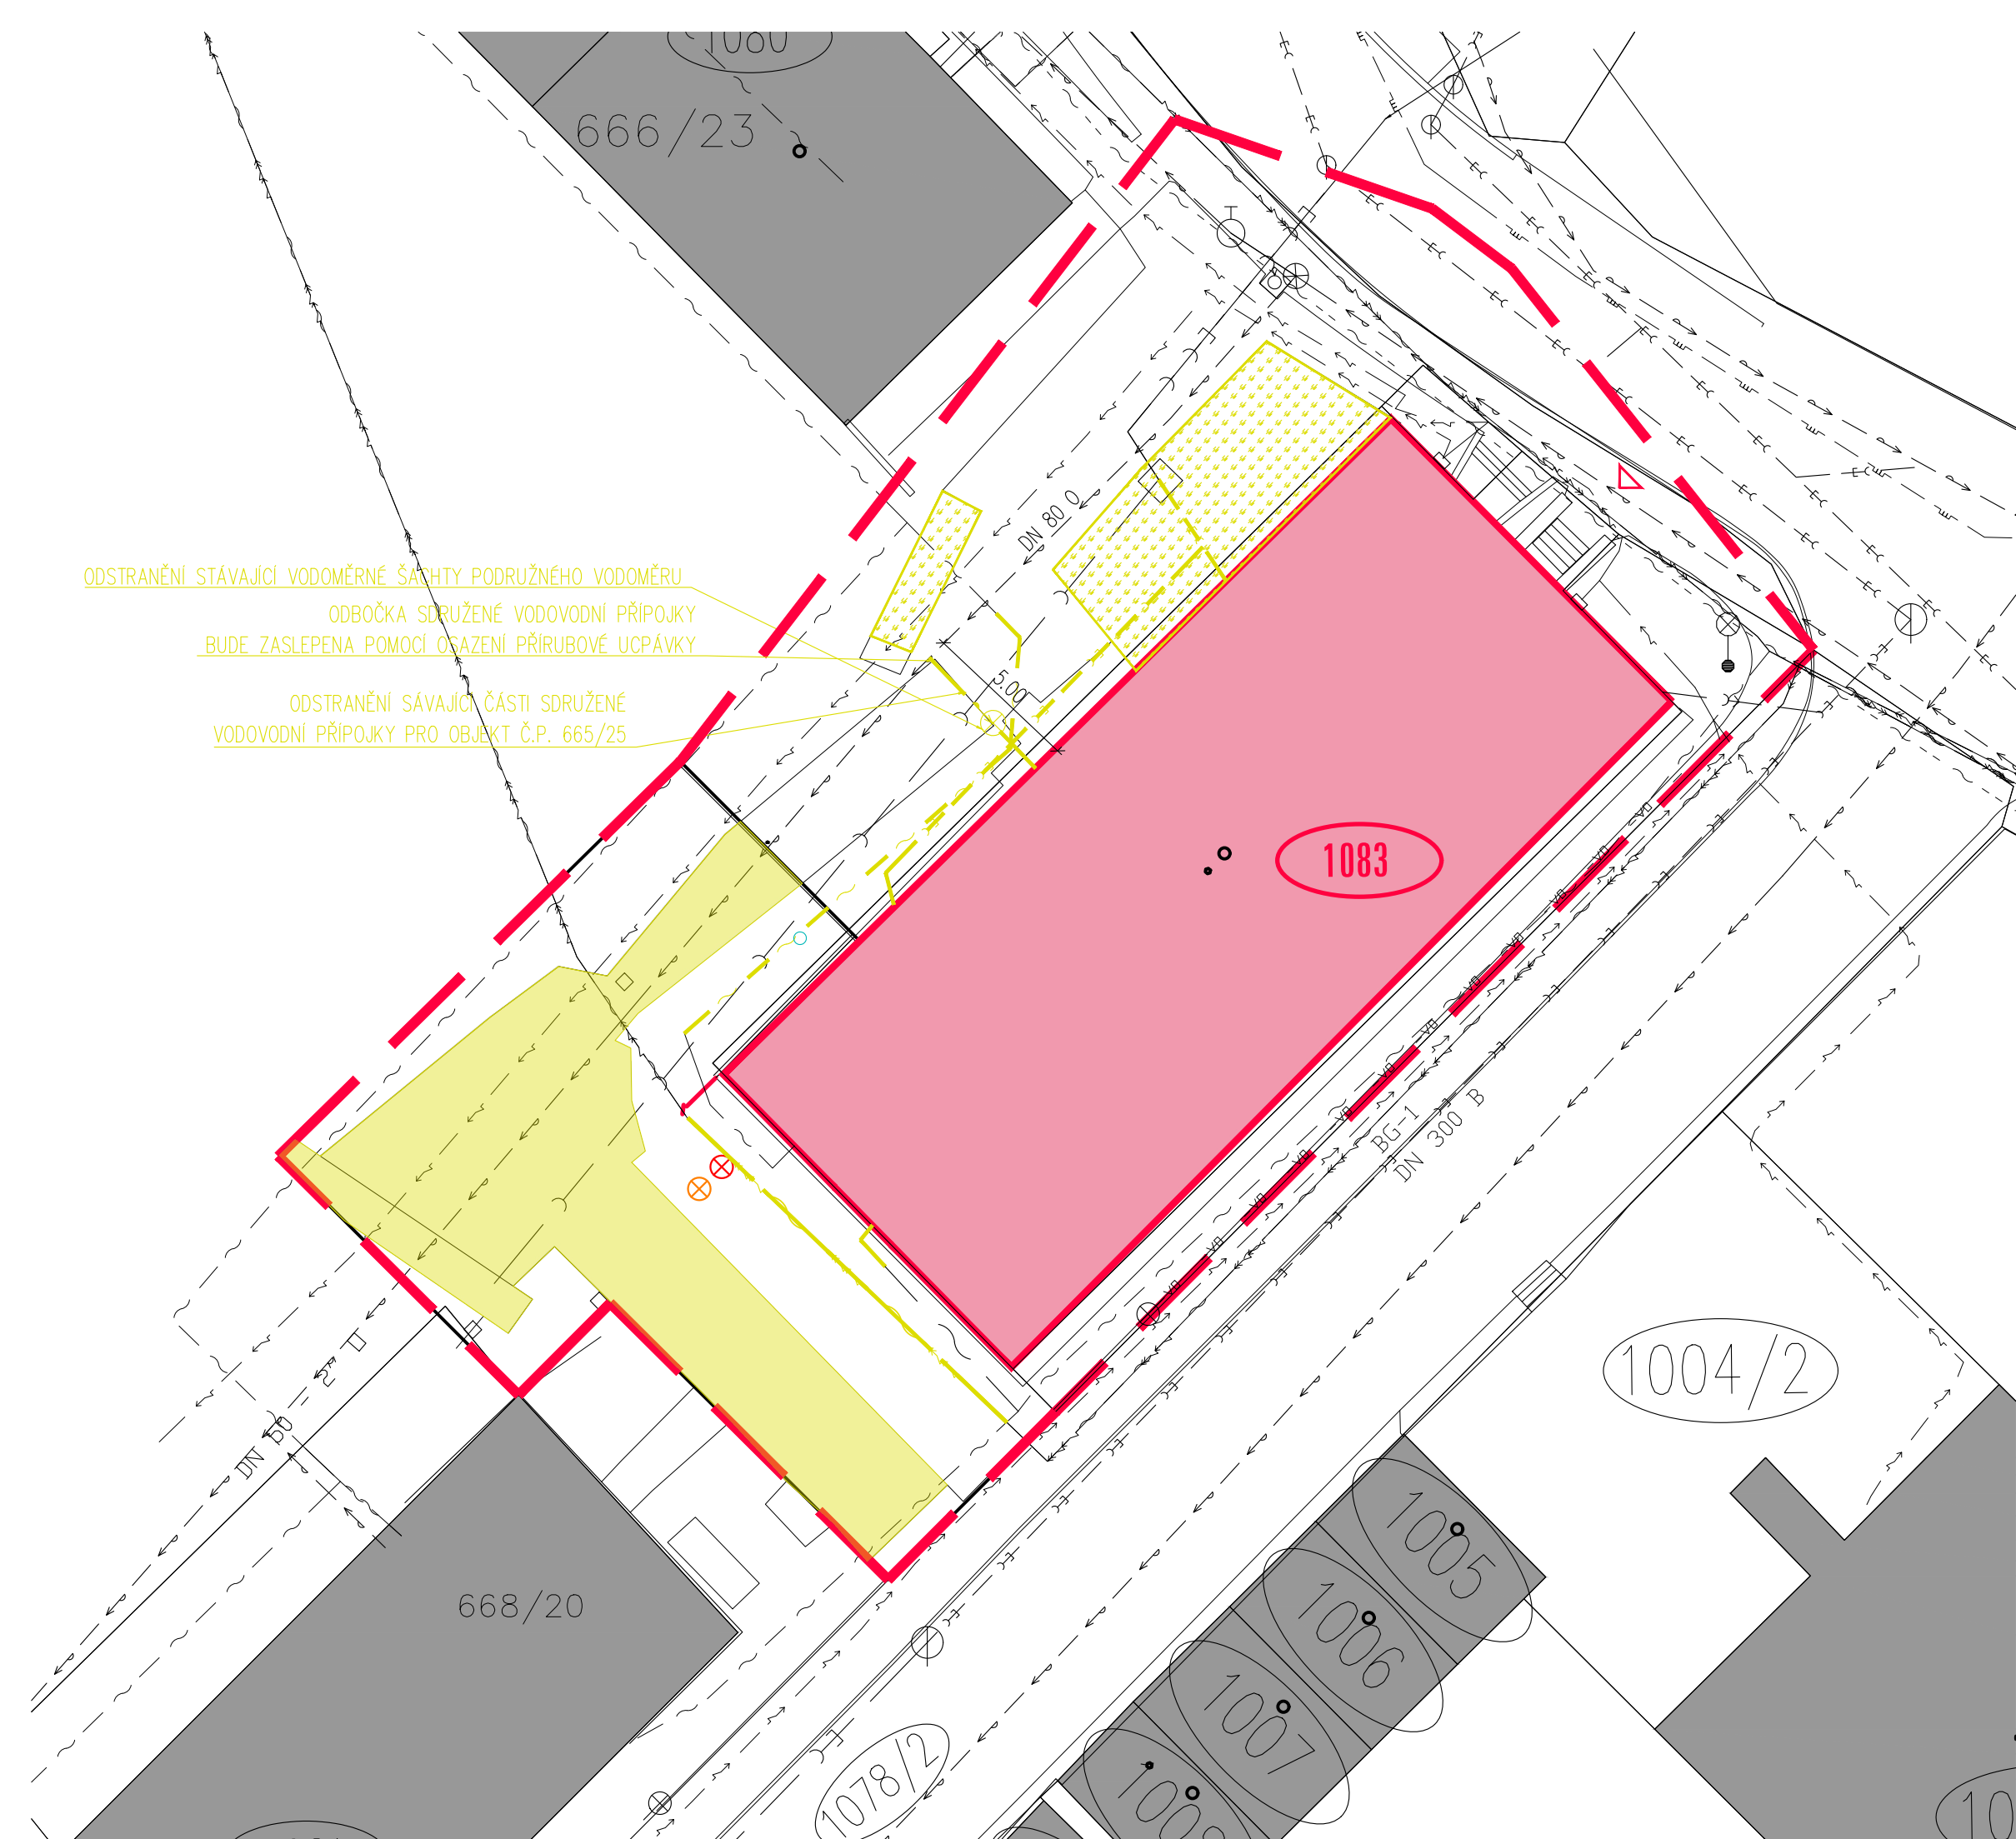 1080
666/23
DN 80 O
ODSTRANĚNÍ STÁVAJÍCÍ VODOMĚRNÉ ŠACHTY PODRUŽNÉHO VODOMĚRU
ODBOČKA SDRUŽENÉ VODOVODNÍ PŘÍPOJKY
BUDE ZASLEPENA POMOCÍ OSAZENÍ PŘÍRUBOVÉ UCPÁVKY
5.00
ODSTRANĚNÍ SÁVAJÍCÍ ČÁSTI SDRUŽENÉ
VODOVODNÍ PŘÍPOJKY PRO OBJEKT Č.P. 665/25
1083
BG-1
DN 300 B
1004/2
DN 50 - 2"
668/20
1005
1006
1007
1078/2